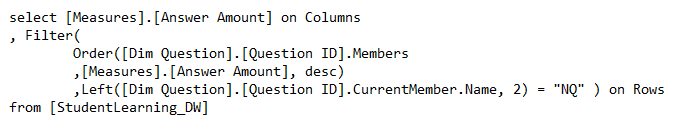 select [Measures].[Answer Amount] on Columns
, Filter(
Order([Dim Question].[Question ID].Members
,[Measures].[Answer Amount], desc)
,Left([Dim Question].[Question ID].CurrentMember.Name, 2) = "NQ" ) on Rows
from [StudentLearning_DW]